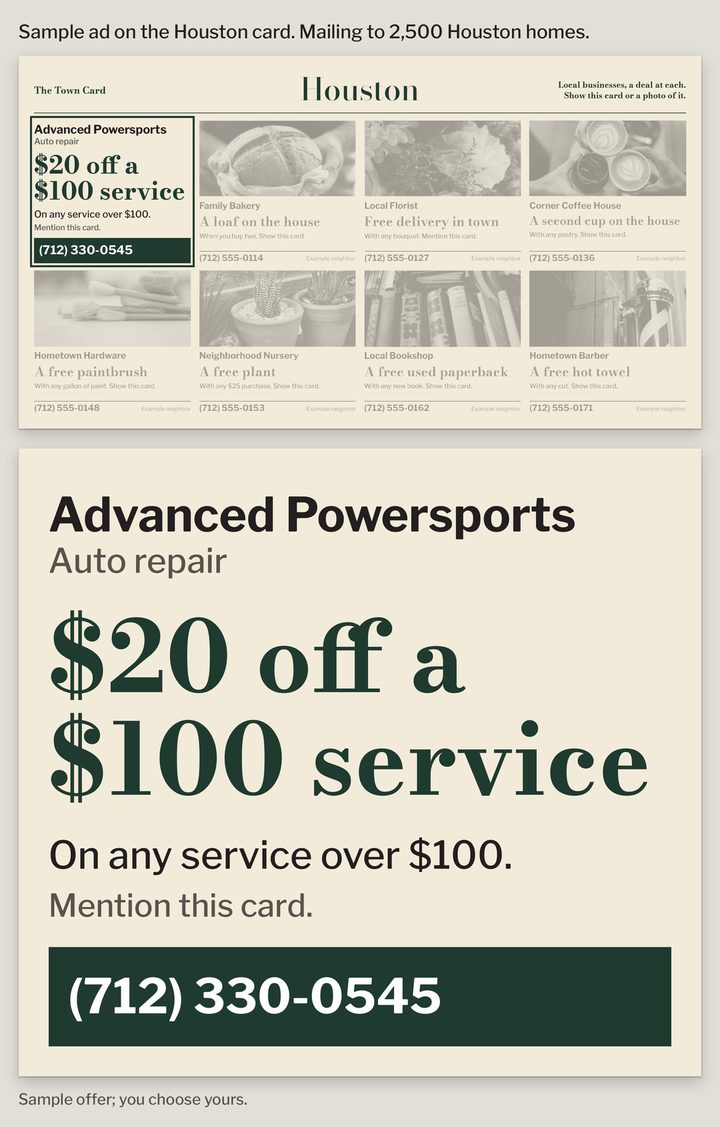 Sample ad on the Houston card. Mailing to 2,500 Houston homes.
The Town Card
Houston
Local businesses, a deal at each.
Show this card or a photo of it.
Advanced Powersports
Auto repair
$20 off a
$100 service
On any service over $100.
Mention this card.
(712) 330-0545
Family Bakery
A loaf on the house
When you buy two. Show this card.
(712) 555-0114 Example neighbor
Local Florist
Free delivery in town
With any bouquet. Mention this card.
(712) 555-0127 Example neighbor
Corner Coffee House
A second cup on the house
With any pastry. Show this card.
(712) 555-0136 Example neighbor
Hometown Hardware
A free paintbrush
With any gallon of paint. Show this card.
(712) 555-0148 Example neighbor
Neighborhood Nursery
A free plant
With any $25 purchase. Show this card.
(712) 555-0153 Example neighbor
Local Bookshop
A free used paperback
With any new book. Show this card.
(712) 555-0162 Example neighbor
Hometown Barber
A free hot towel
With any cut. Show this card.
(712) 555-0171 Example neighbor
Advanced Powersports
Auto repair
$20 off a
$100 service
On any service over $100.
Mention this card.
(712) 330-0545
Sample offer; you choose yours.